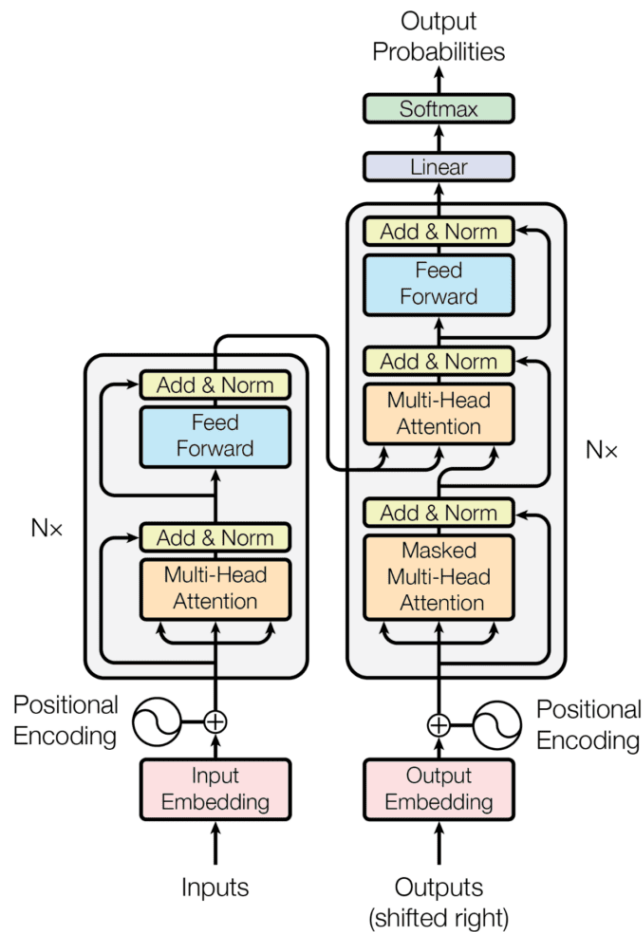 Output
Probabilities
Softmax
Linear
Add & Norm
Feed
Forward
Add & Norm
Multi-Head
Attention
Add & Norm
Masked
Multi-Head
Attention
N×
Add & Norm
Feed
Forward
Add & Norm
Multi-Head
Attention
N×
Positional
Encoding
Positional
Encoding
Input
Embedding
Output
Embedding
Inputs
Outputs
(shifted right)